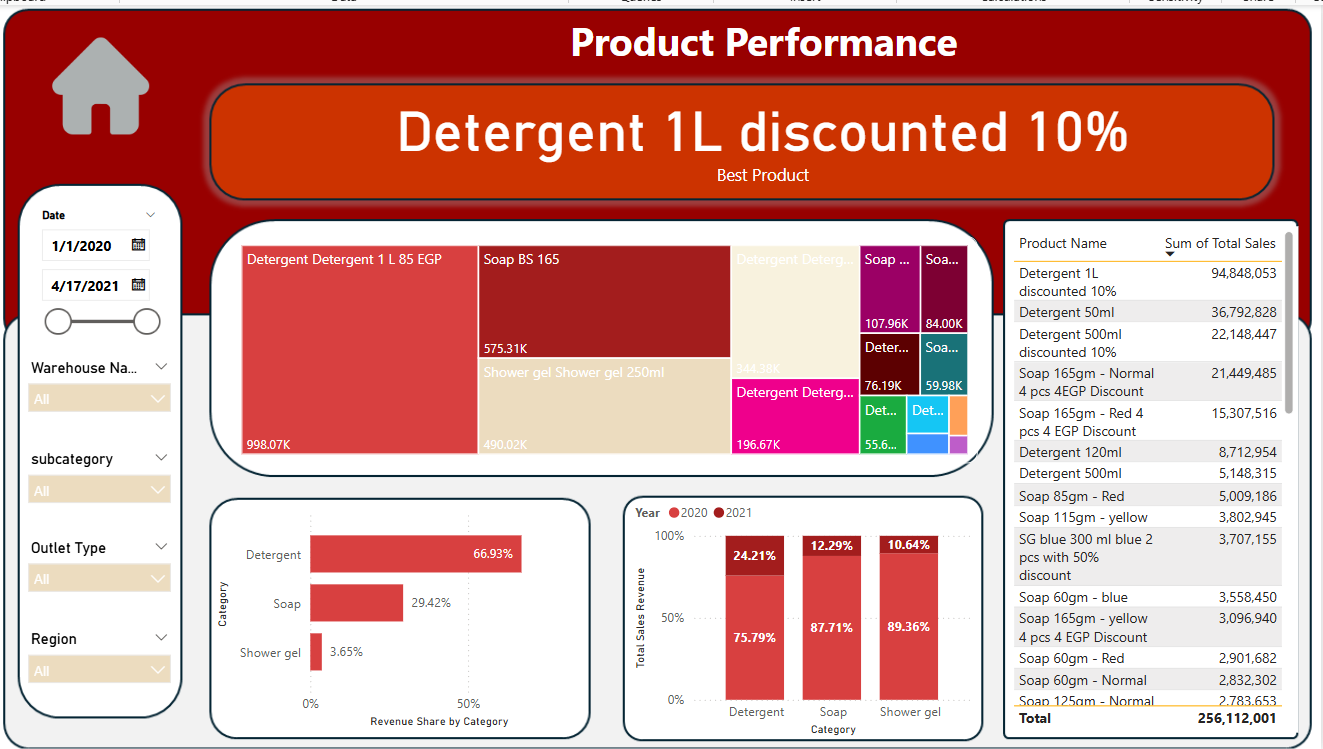 Data
Queries
Insert
Calculations
Sensitivity
Share
Product Performance
Detergent 1L discounted 10%
Best Product
Date
1/1/2020
4/17/2021
Warehouse Na...
All
subcategory
All
Outlet Type
All
Region
All
Detergent Detergent 1 L 85 EGP
998.07K
Soap BS 165
575.31K
Shower gel Shower gel 250ml
490.02K
Detergent Deterg...
344.38K
Detergent Deterg...
196.67K
Soap ...
107.96K
Soa...
84.00K
Deter...
76.19K
Soa...
59.98K
Det...
55.6...
Det...
Category
Detergent
66.93%
Soap
29.42%
Shower gel
3.65%
0%
50%
Revenue Share by Category
Year 2020 2021
Total Sales Revenue
100%
50%
0%
24.21%
75.79%
12.29%
87.71%
10.64%
89.36%
Detergent
Soap
Shower gel
Category
Product Name Sum of Total Sales
Detergent 1L 94,848,053
discounted 10%
Detergent 50ml 36,792,828
Detergent 500ml 22,148,447
discounted 10%
Soap 165gm - Normal 21,449,485
4 pcs 4EGP Discount
Soap 165gm - Red 4 15,307,516
pcs 4 EGP Discount
Detergent 120ml 8,712,954
Detergent 500ml 5,148,315
Soap 85gm - Red 5,009,186
Soap 115gm - yellow 3,802,945
SG blue 300 ml blue 2 3,707,155
pcs with 50%
discount
Soap 60gm - blue 3,558,450
Soap 165gm - yellow 3,096,940
4 pcs 4 EGP Discount
Soap 60gm - Red 2,901,682
Soap 60gm - Normal 2,832,302
Soap 125gm - Normal 2,783,653
Total 256,112,001